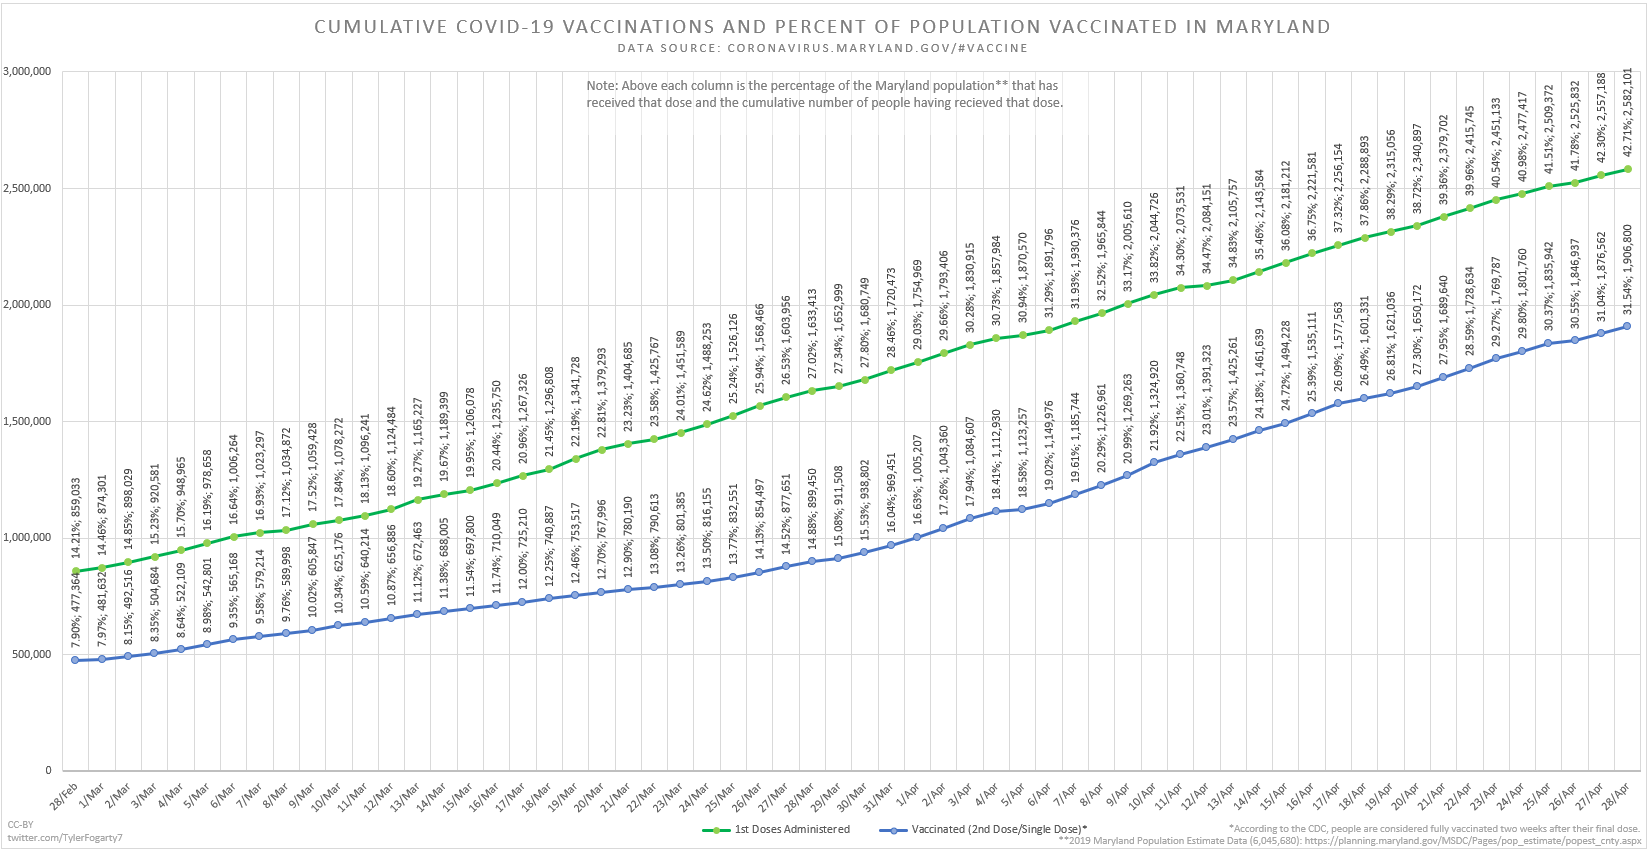 CUMULATIVE COVID-19 VACCINATIONS AND PERCENT OF POPULATION VACCINATED IN MARYLAND
DATA SOURCE: CORONAVIRUS.MARYLAND.GOV/#VACCINE
Note: Above each column is the percentage of the Maryland population** that has
received that dose and the cumulative number of people having recieved that dose.
3,000,000
2,500,000
2,000,000
1,500,000
1,000,000
500,000
0
14.21%; 859,033
14.46%; 874,301
14.85%; 898,029
15.23%; 920,581
15.70%; 948,965
16.19%; 978,658
16.64%; 1,006,264
16.93%; 1,023,297
17.12%; 1,034,872
17.52%; 1,059,428
17.84%; 1,078,272
18.13%; 1,096,241
18.60%; 1,124,484
19.27%; 1,165,227
19.67%; 1,189,399
19.95%; 1,206,078
20.44%; 1,235,750
20.96%; 1,267,326
21.45%; 1,296,808
22.19%; 1,341,728
22.81%; 1,379,293
23.23%; 1,404,685
23.58%; 1,425,767
24.01%; 1,451,589
24.62%; 1,488,253
25.24%; 1,526,126
25.94%; 1,568,466
26.53%; 1,603,956
27.02%; 1,633,413
27.34%; 1,652,999
27.80%; 1,680,749
28.46%; 1,720,473
29.03%; 1,754,969
29.66%; 1,793,406
30.28%; 1,830,915
30.73%; 1,857,984
30.94%; 1,870,570
31.29%; 1,891,796
31.93%; 1,930,376
32.52%; 1,965,844
33.17%; 2,005,610
33.82%; 2,044,726
34.30%; 2,073,531
34.47%; 2,084,151
34.83% 2,105,757
35.46%; 2,143,584
36.08%; 2,181,212
36.75%; 2,221,581
37.32%; 2,256,154
37.86%; 2,288,893
38.29%; 2,315,056
38.72%; 2,340,897
39.36%; 2,379,702
39.96%; 2,415,745
40.54%; 2,451,133
40.98%; 2,477,417
41.51%; 2,509,372
41.78%; 2,525,832
42.30%; 2,557,188
42.71%; 2,582,101
7.90%; 477,364
7.97%; 481,632
8.15%; 492,516
8.35%; 504,684
8.64%; 522,109
8.98%; 542,801
9.35%; 565,168
9.58%; 579,214
9.76%; 589,998
10.02%; 605,847
10.34%; 625,176
10.59%; 640,214
10.87%; 656,886
11.12%; 672,463
11.38%; 688,005
11.54%; 697,800
11.74%; 710,049
12.00%; 725,210
12.25%; 740,887
12.46%; 753,517
12.70%; 767,996
12.90%; 780,190
13.08%; 790,613
13.26%; 801,385
13.50%; 816,155
13.77%; 832,551
14.13%; 854,497
14.52%; 877,651
14.88%; 899,450
15.08%; 911,508
15.53%; 938,802
16.04%; 969,451
16.63%; 1,005,207
17.26%; 1,043,360
17.94%; 1,084,607
18.41%; 1,112,930
18.58%; 1,123,257
19.02%; 1,149,976
19.61%; 1,185,744
20.29%; 1,226,961
20.99%; 1,269,263
21.92%; 1,324,920
22.51%; 1,360,748
23.01%; 1,391,323
23.57%; 1,425,261
24.18%; 1,461,639
24.72%; 1,494,228
25.39%; 1,535,111
26.09%; 1,577,563
26.49%; 1,601,331
26.81% 1,621,036
27.30%; 1,650,172
27.95%; 1,689,640
28.59%; 1,728,634
29.27%; 1,769,787
29.80%; 1,801,760
30.37%; 1,835,942
30.55%; 1,846,937
31.04%; 1,876,562
31.54%; 1,906,800
28/Feb
1/Mar
2/Mar
3/Mar
4/Mar
5/Mar
6/Mar
7/Mar
8/Mar
9/Mar
10/Mar
11/Mar
12/Mar
13/Mar
14/Mar
15/Mar
16/Mar
17/Mar
18/Mar
19/Mar
20/Mar
21/Mar
22/Mar
23/Mar
24/Mar
25/Mar
26/Mar
27/Mar
28/Mar
29/Mar
30/Mar
31/Mar
1/Apr
2/Apr
3/Apr
4/Apr
5/Apr
6/Apr
7/Apr
8/Apr
9/Apr
10/Apr
11/Apr
12/Apr
13/Apr
14/Apr
15/Apr
16/Apr
17/Apr
18/Apr
19/Apr
20/Apr
21/Apr
22/Apr
23/Apr
24/Apr
25/Apr
26/Apr
27/Apr
28/Apr
CC-BY
twitter.com/TylerFogarty7
1st Doses Administered
Vaccinated (2nd Dose/Single Dose)*
*According to the CDC, people are considered fully vaccinated two weeks after their final dose.
**2019 Maryland Population Estimate Data (6,045,680): https://planning.maryland.gov/MSDC/Pages/pop_estimate/popest_cnty.aspx